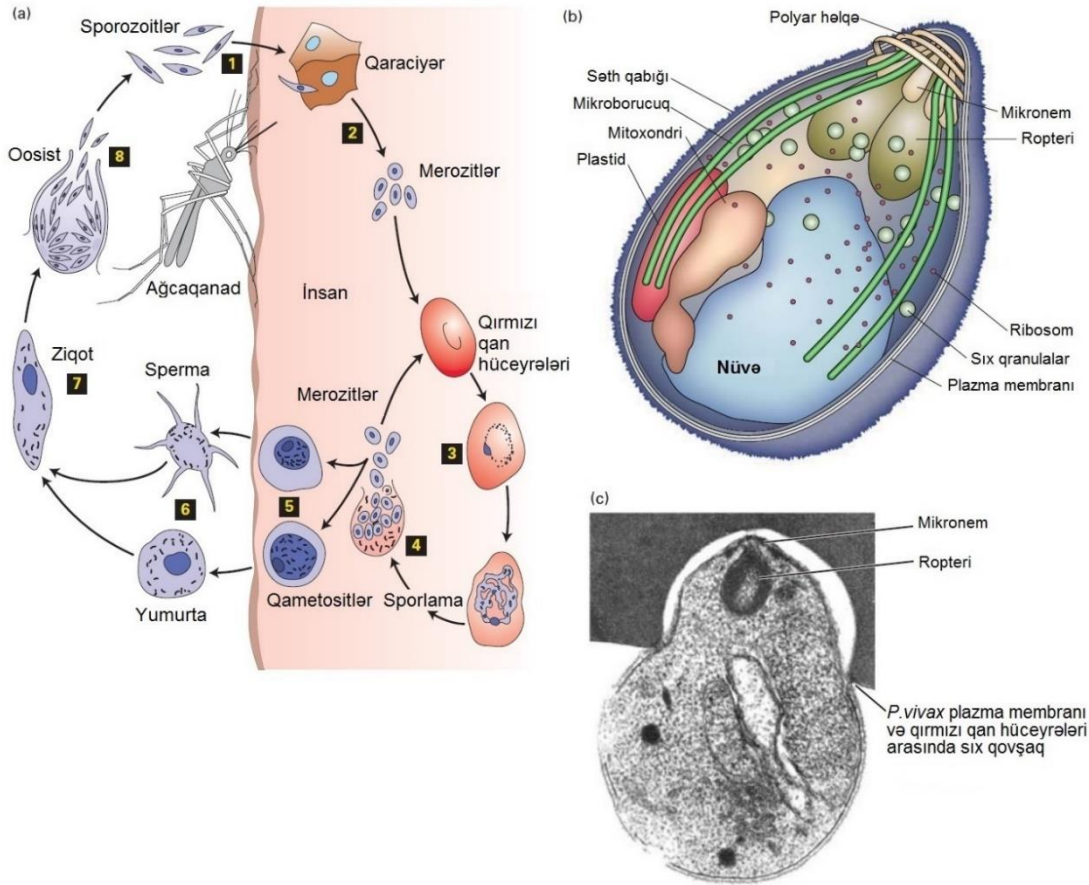 (a)
Sporozoitlər
1
Qaraciyər
2
Oosist
8
Merozitlər
Ağcaqanad
İnsan
Qırmızı
qan
hüceyrələri
Ziqot
7
Sperma
Merozitlər
3
6
5
4
Yumurta
Qametositlər
Sporlama
(b)
Polyar həlqə
Səth qabığı
Mikroborucuq
Mitoxondri
Plastid
Mikronem
Ropteri
Nüvə
Ribosom
Sıx qranulalar
Plazma membranı
(c)
Mikronem
Ropteri
P.vivax plazma membranı
və qırmızı qan hüceyrələri
arasında sıx qovşaq